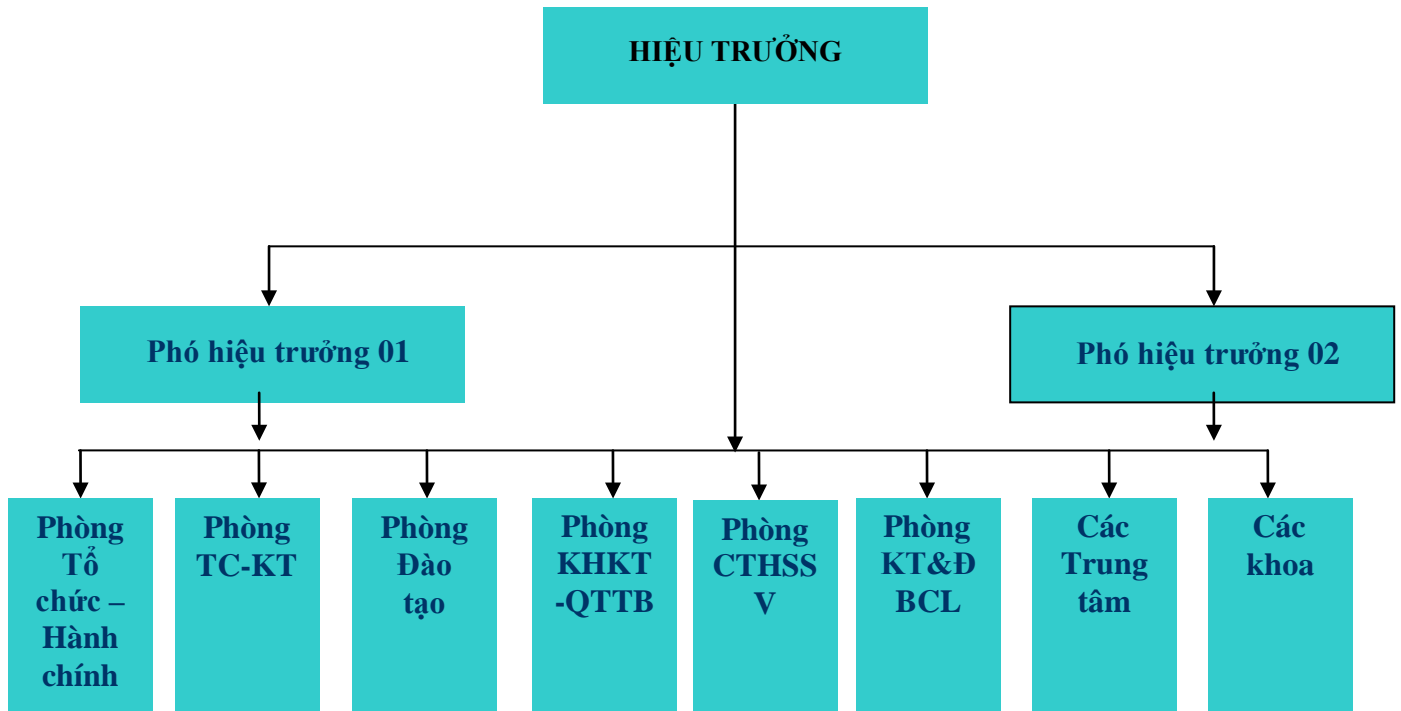 HIỆU TRƯỞNG
Phó hiệu trưởng 01
Phó hiệu trưởng 02
Phòng
Tổ
chức –
Hành
chính
Phòng
TC-KT
Phòng
Đào
tạo
Phòng
KHKT
-QTTB
Phòng
CTHSS
V
Phòng
KT&Đ
BCL
Các
Trung
tâm
Các
khoa